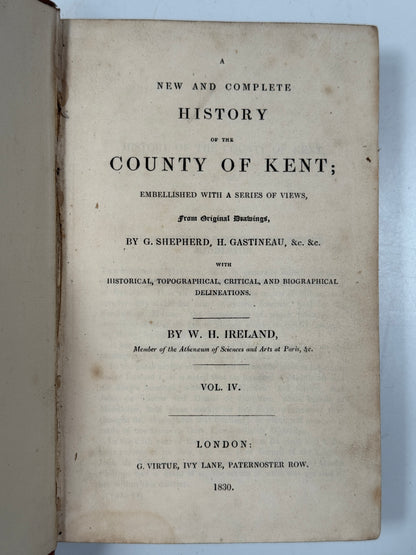 A
NEW AND COMPLETE
HISTORY
OF THE
COUNTY OF KENT;
EMBELLISHED WITH A SERIES OF VIEWS,
From Original Drawings,
BY G. SHEPHERD, H. GASTINEAU, &c. &c.
WITH
HISTORICAL, TOPOGRAPHICAL, CRITICAL, AND BIOGRAPHICAL
DELINEATIONS.
BY W. H. IRELAND,
Member of the Athenæum of Sciences and Arts at Paris, &c.
VOL. IV.
LONDON:
G. VIRTUE, IVY LANE, PATERNOSTER ROW.
1830.